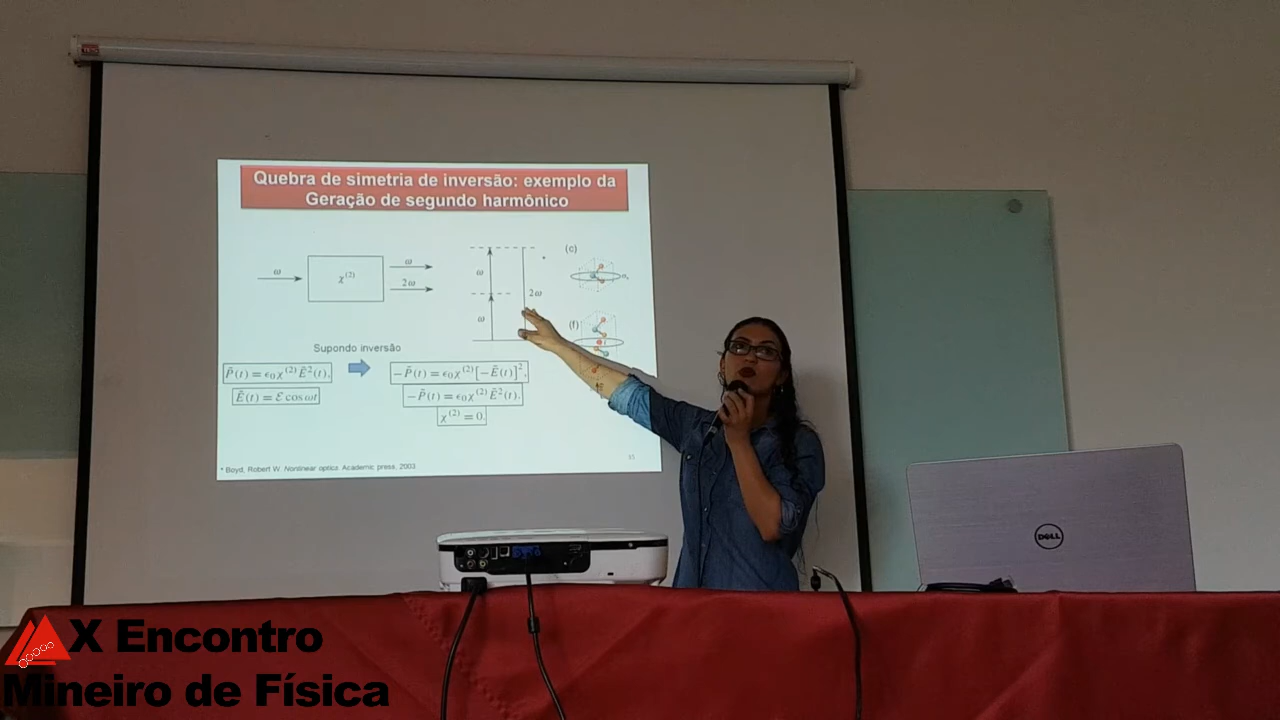 Quebra de simetria de inversão: exemplo da
Geração de segundo harmônico
ω
χ⁽²⁾
ω
2ω
ω
ω
2ω
(c)
(f)
Supondo inversão
P̃(t) = ϵ₀χ⁽²⁾Ẽ²(t),
Ẽ(t) = ℰ cos ωt
−P̃(t) = ϵ₀χ⁽²⁾[−Ẽ(t)]²,
−P̃(t) = ϵ₀χ⁽²⁾Ẽ²(t),
χ⁽²⁾ = 0.
* Boyd, Robert W. Nonlinear optics. Academic press, 2003.
15
DELL
X Encontro
Mineiro de Física